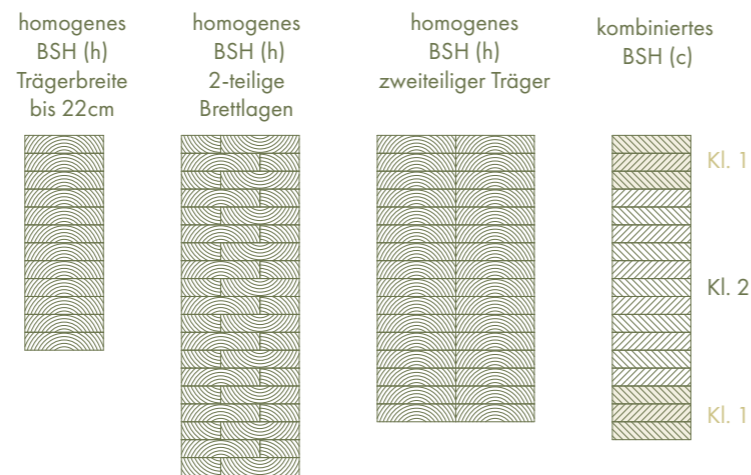 homogenes
BSH (h)
Trägerbreite
bis 22cm
homogenes
BSH (h)
2-teilige
Brettlagen
homogenes
BSH (h)
zweiteiliger Träger
kombiniertes
BSH (c)
Kl. 1
Kl. 2
Kl. 1